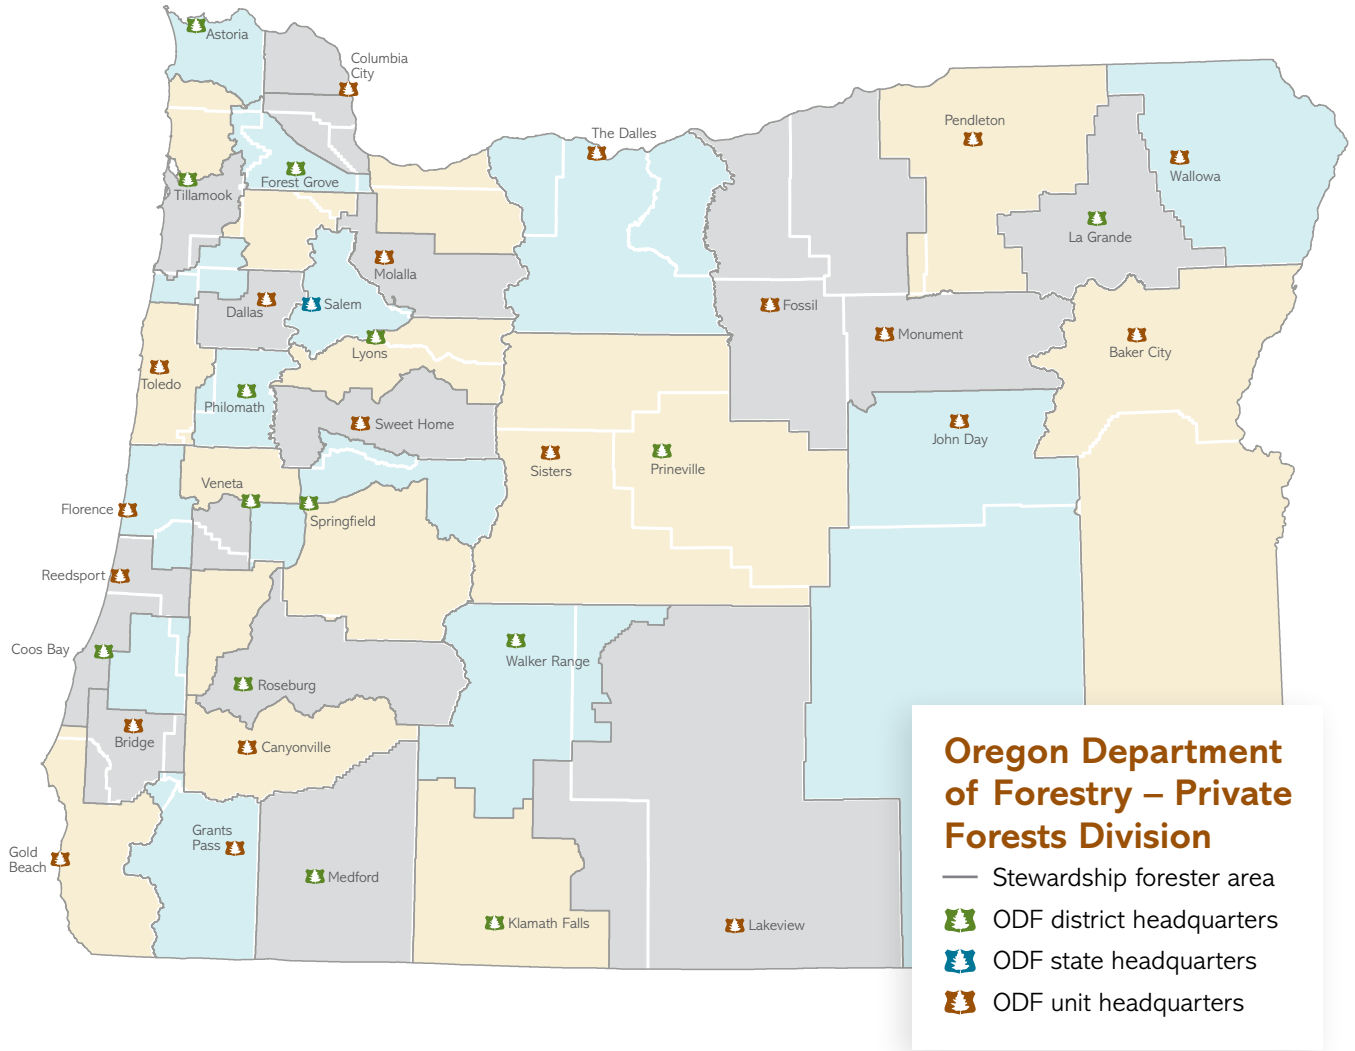 Astoria
Columbia
City
The Dalles
Pendleton
Wallowa
Forest Grove
Tillamook
La Grande
Molalla
Dallas
Salem
Fossil
Monument
Lyons
Baker City
Toledo
Philomath
Sweet Home
John Day
Sisters
Prineville
Veneta
Florence
Springfield
Reedsport
Coos Bay
Walker Range
Roseburg
Bridge
Canyonville
Grants
Pass
Gold
Beach
Medford
Klamath Falls
Lakeview
Oregon Department
of Forestry – Private
Forests Division
Stewardship forester area
ODF district headquarters
ODF state headquarters
ODF unit headquarters